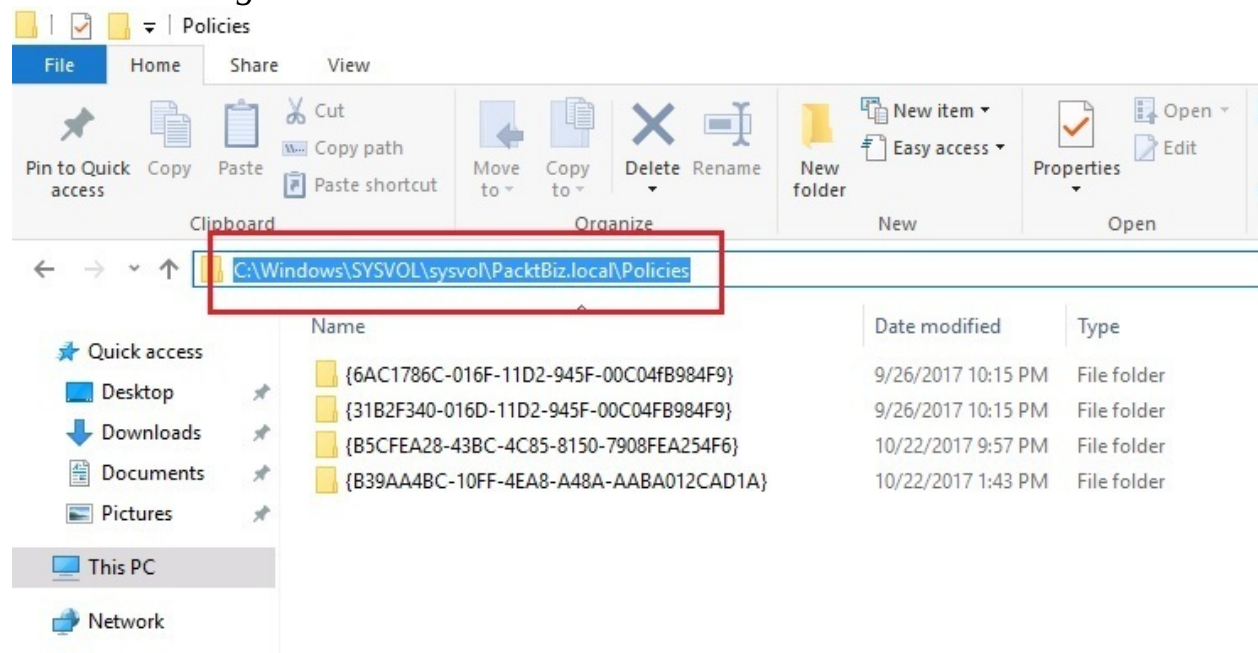 Policies
File Home Share View
Pin to Quick access
Copy
Paste
Cut
Copy path
Paste shortcut
Clipboard
Move to
Copy to
Delete
Rename
Organize
New folder
New item
Easy access
New
Properties
Open
Edit
Open
C:\Windows\SYSVOL\sysvol\PacktBiz.local\Policies
Name Date modified Type
Quick access
Desktop
Downloads
Documents
Pictures
This PC
Network
{6AC1786C-016F-11D2-945F-00C04fB984F9} 9/26/2017 10:15 PM File folder
{31B2F340-016D-11D2-945F-00C04FB984F9} 9/26/2017 10:15 PM File folder
{B5CFEA28-43BC-4C85-8150-7908FEA254F6} 10/22/2017 9:57 PM File folder
{B39AA4BC-10FF-4EA8-A48A-AABA012CAD1A} 10/22/2017 1:43 PM File folder